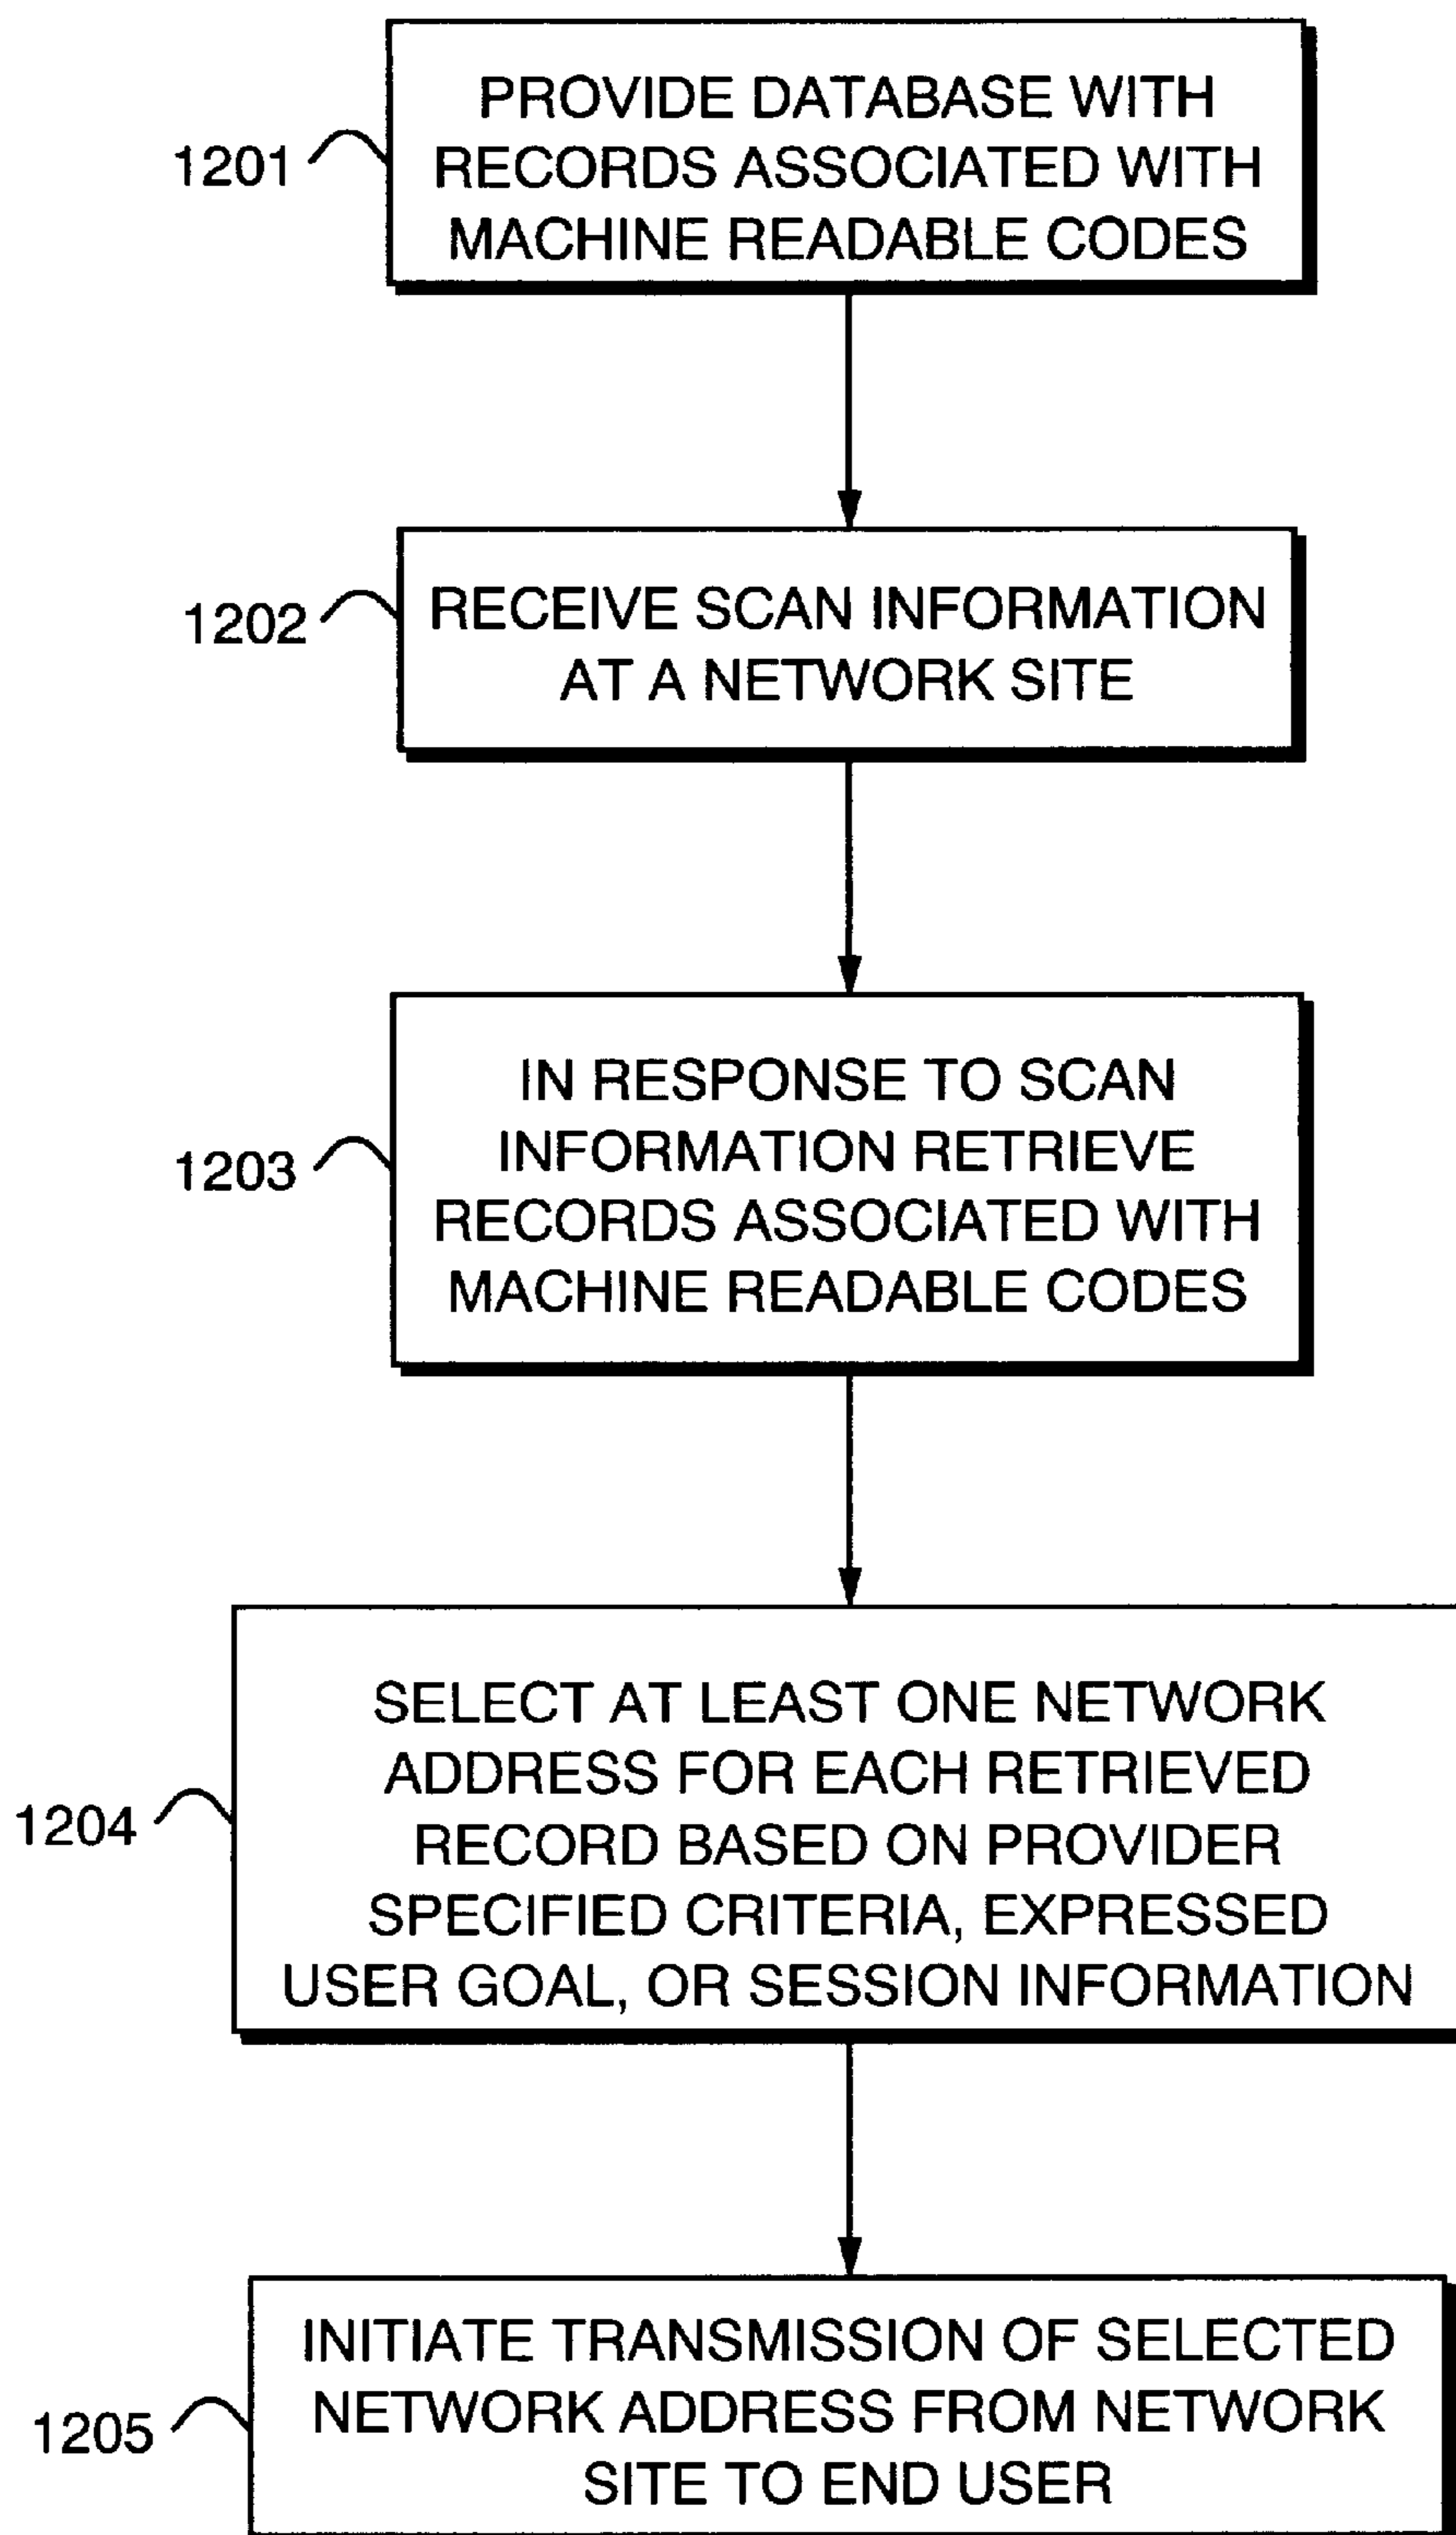 PROVIDE DATABASE WITH
RECORDS ASSOCIATED WITH
MACHINE READABLE CODES
1201
RECEIVE SCAN INFORMATION
AT A NETWORK SITE
1202
IN RESPONSE TO SCAN
INFORMATION RETRIEVE
RECORDS ASSOCIATED WITH
MACHINE READABLE CODES
1203
SELECT AT LEAST ONE NETWORK
ADDRESS FOR EACH RETRIEVED
RECORD BASED ON PROVIDER
SPECIFIED CRITERIA, EXPRESSED
USER GOAL, OR SESSION INFORMATION
1204
INITIATE TRANSMISSION OF SELECTED
NETWORK ADDRESS FROM NETWORK
SITE TO END USER
1205